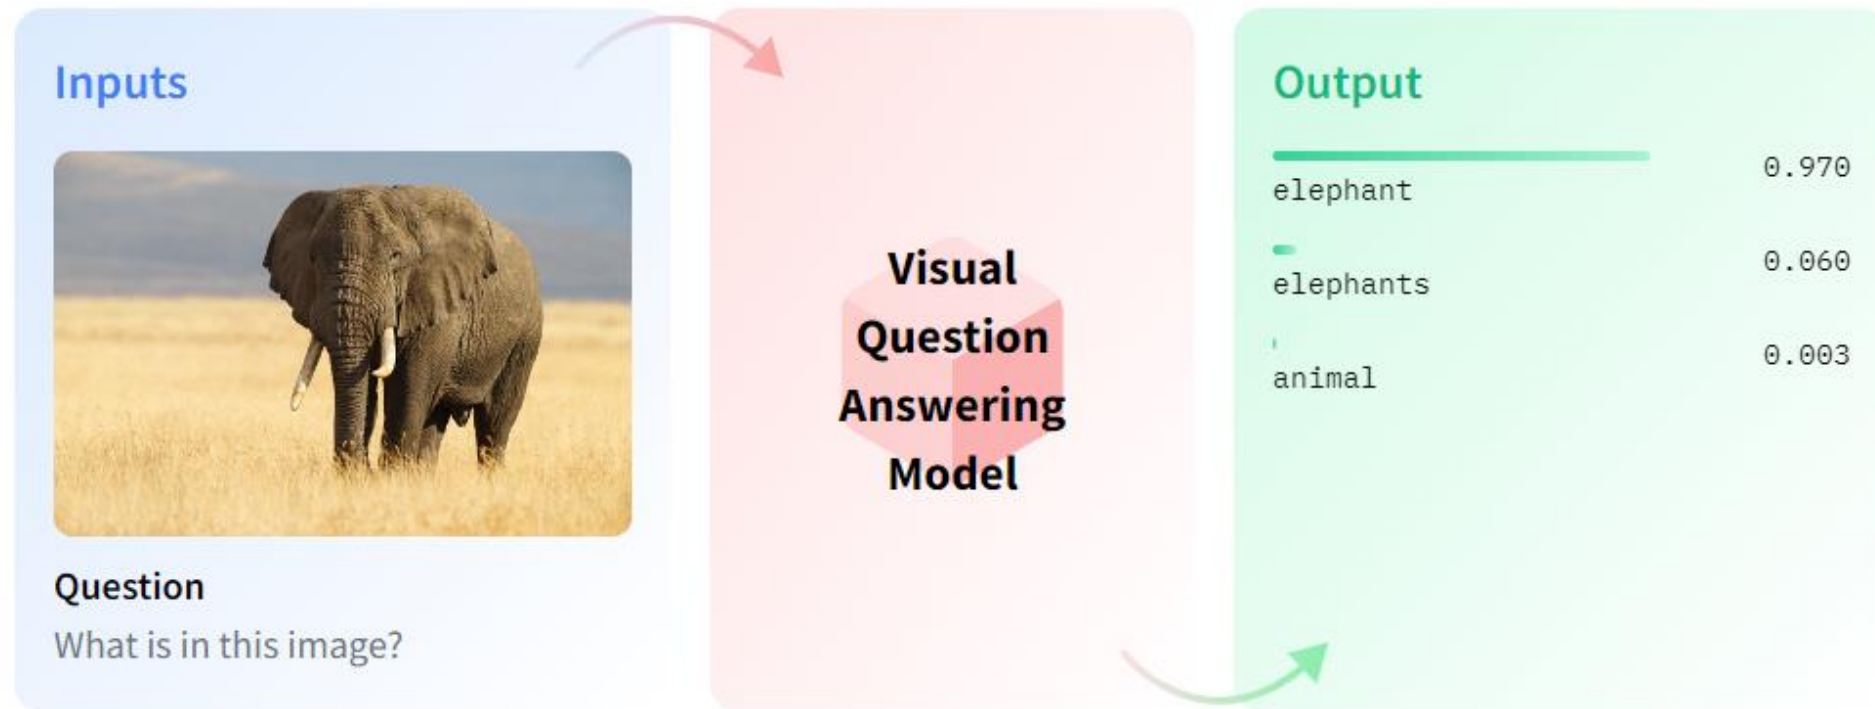 Inputs
Question
What is in this image?
Visual
Question
Answering
Model
Output
0.970
elephant
0.060
elephants
0.003
animal